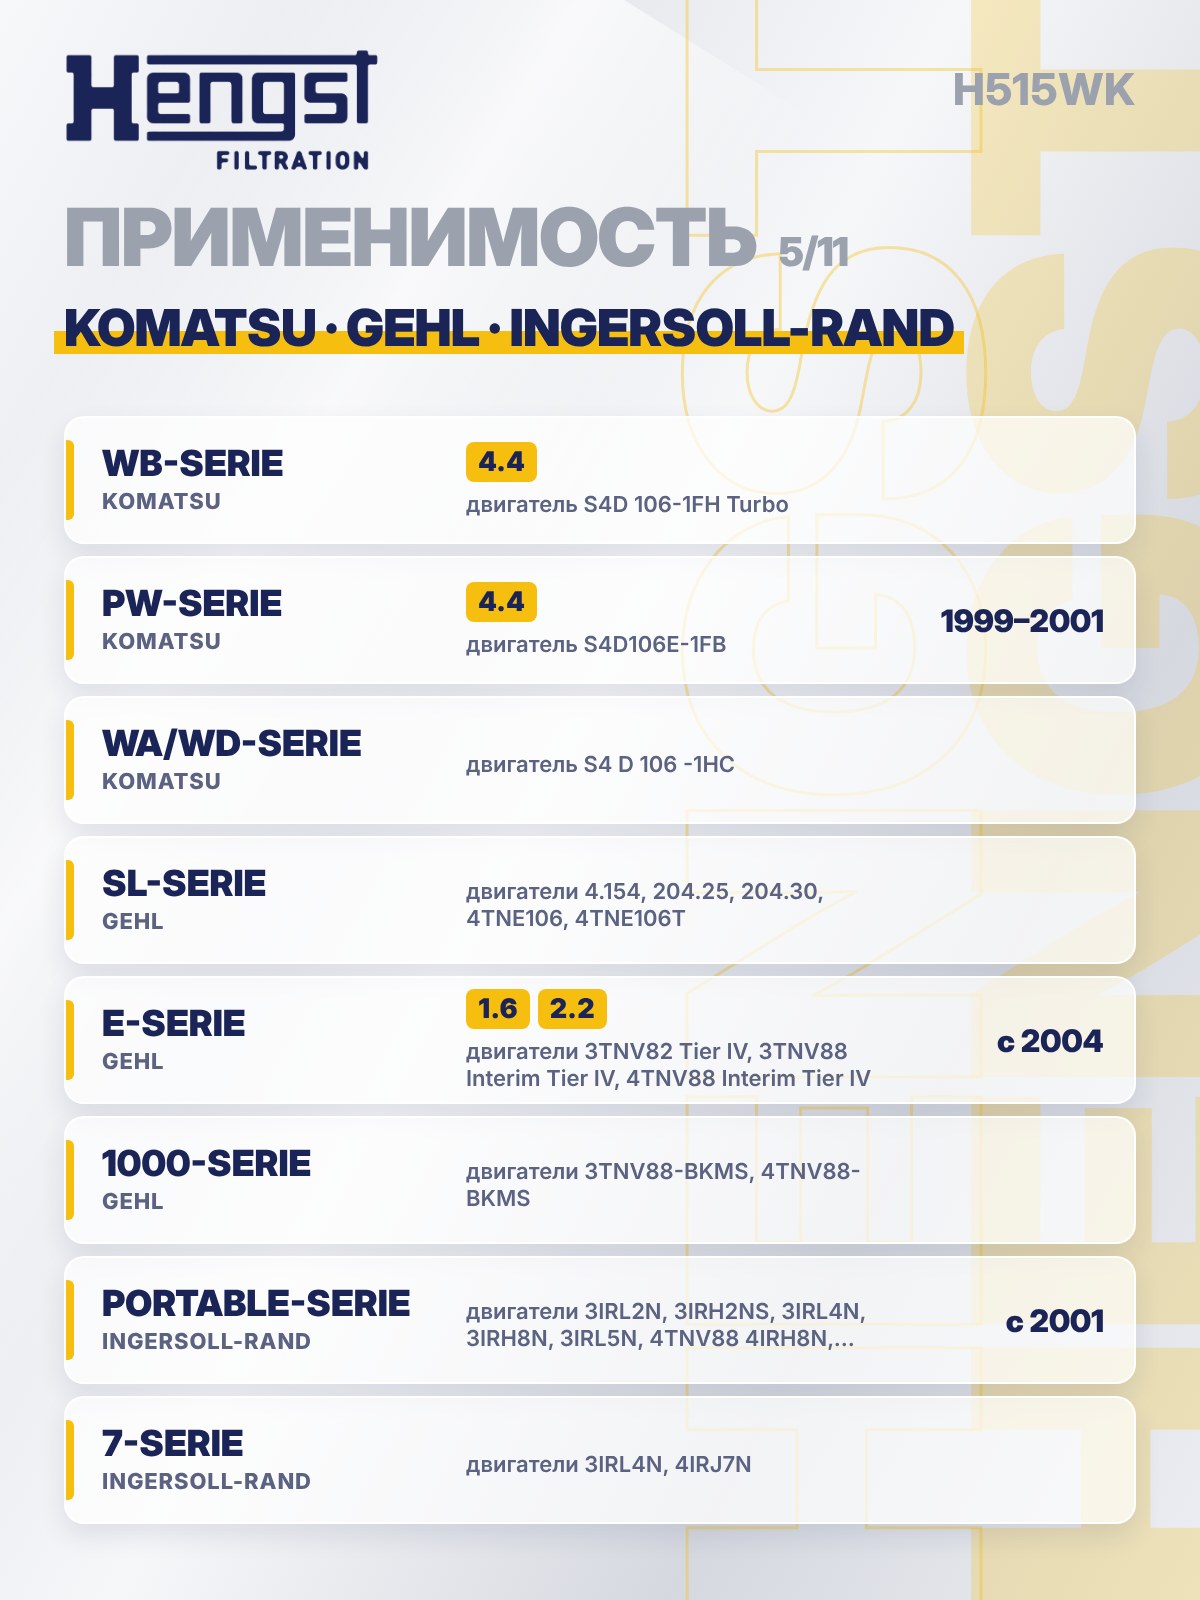 Hengst
FILTRATION
H515WK
ПРИМЕНИМОСТЬ 5/11
KOMATSU · GEHL · INGERSOLL-RAND
WB-SERIE
KOMATSU
4.4
двигатель S4D 106-1FH Turbo
PW-SERIE
KOMATSU
4.4
двигатель S4D106E-1FB
1999–2001
WA/WD-SERIE
KOMATSU
двигатель S4 D 106 -1HC
SL-SERIE
GEHL
двигатели 4.154, 204.25, 204.30,
4TNE106, 4TNE106T
E-SERIE
GEHL
1.6 2.2
двигатели 3TNV82 Tier IV, 3TNV88
Interim Tier IV, 4TNV88 Interim Tier IV
с 2004
1000-SERIE
GEHL
двигатели 3TNV88-BKMS, 4TNV88-
BKMS
PORTABLE-SERIE
INGERSOLL-RAND
двигатели 3IRL2N, 3IRH2NS, 3IRL4N,
3IRH8N, 3IRL5N, 4TNV88 4IRH8N,...
с 2001
7-SERIE
INGERSOLL-RAND
двигатели 3IRL4N, 4IRJ7N
HENGST
HENGST